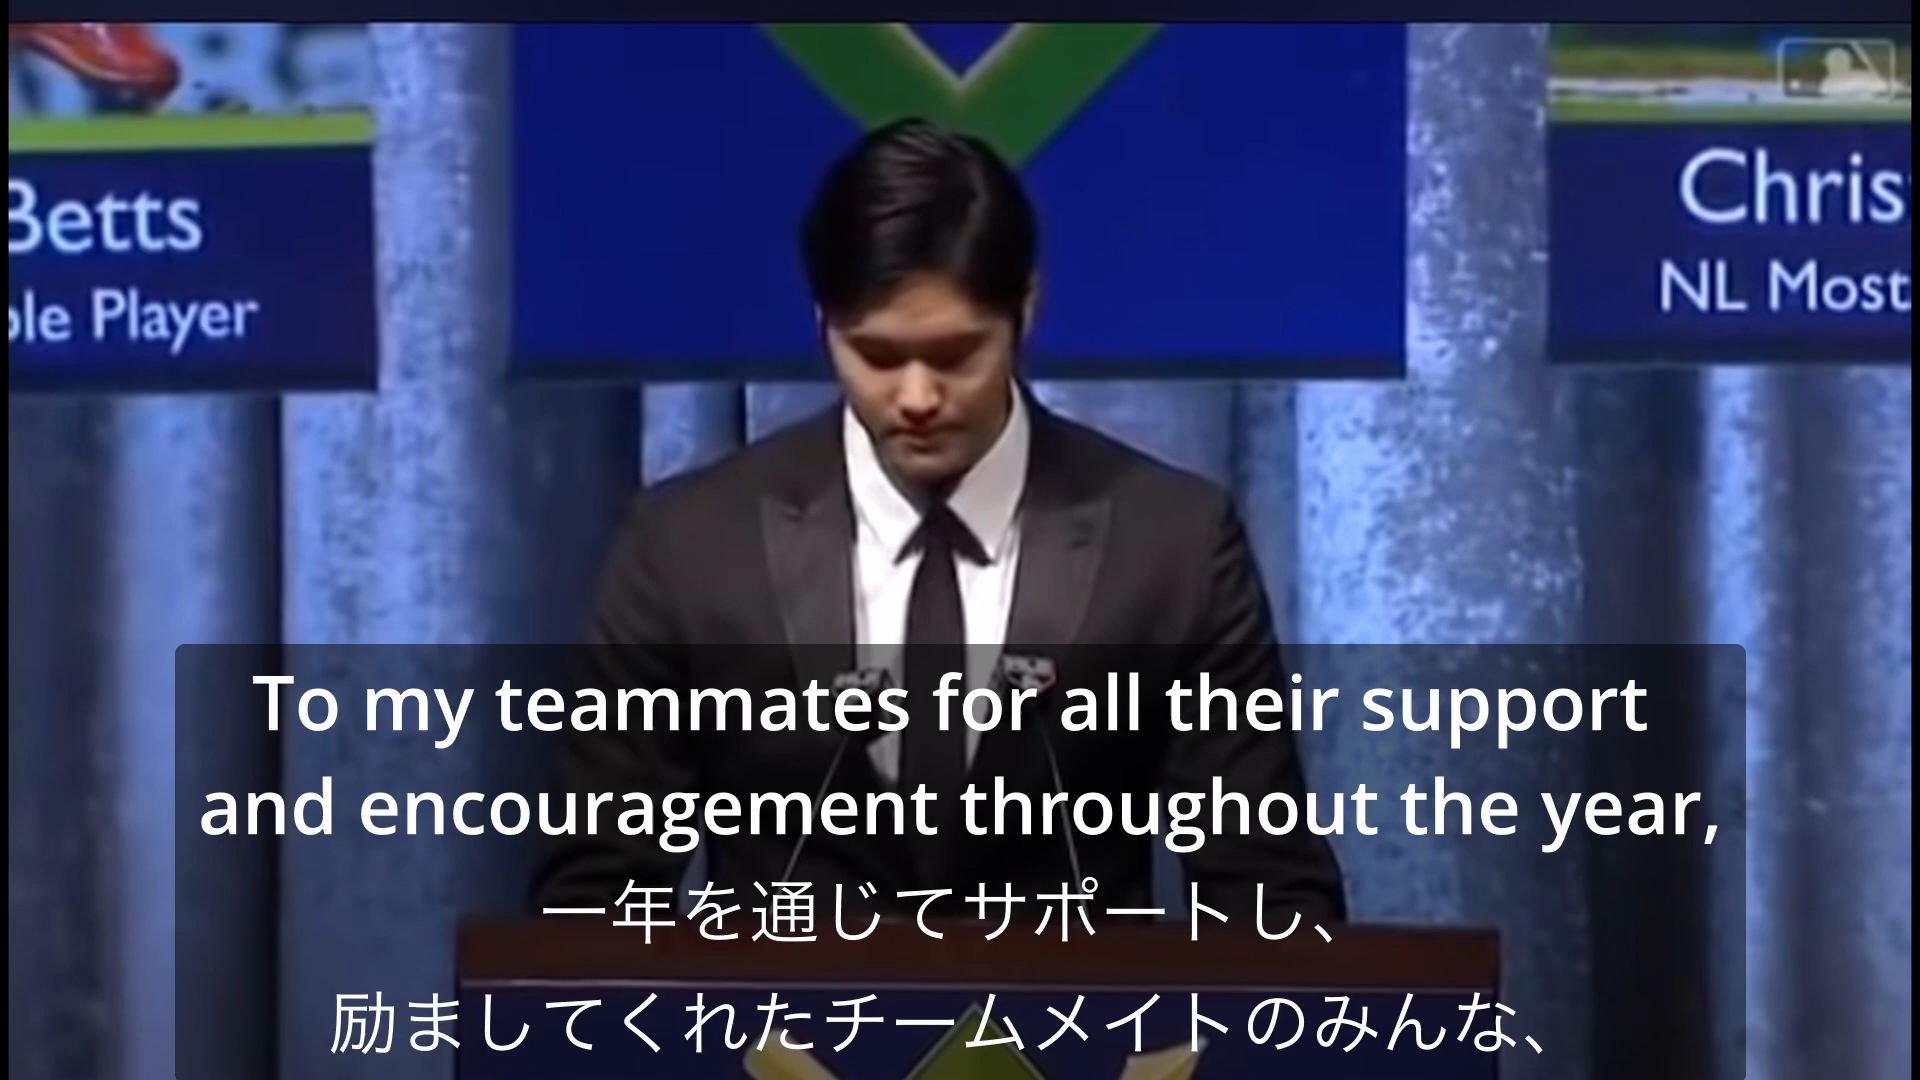 Betts
ble Player
Chris
NL Most
To my teammates for all their support
and encouragement throughout the year,
一年を通じてサポートし、
励ましてくれたチームメイトのみんな、